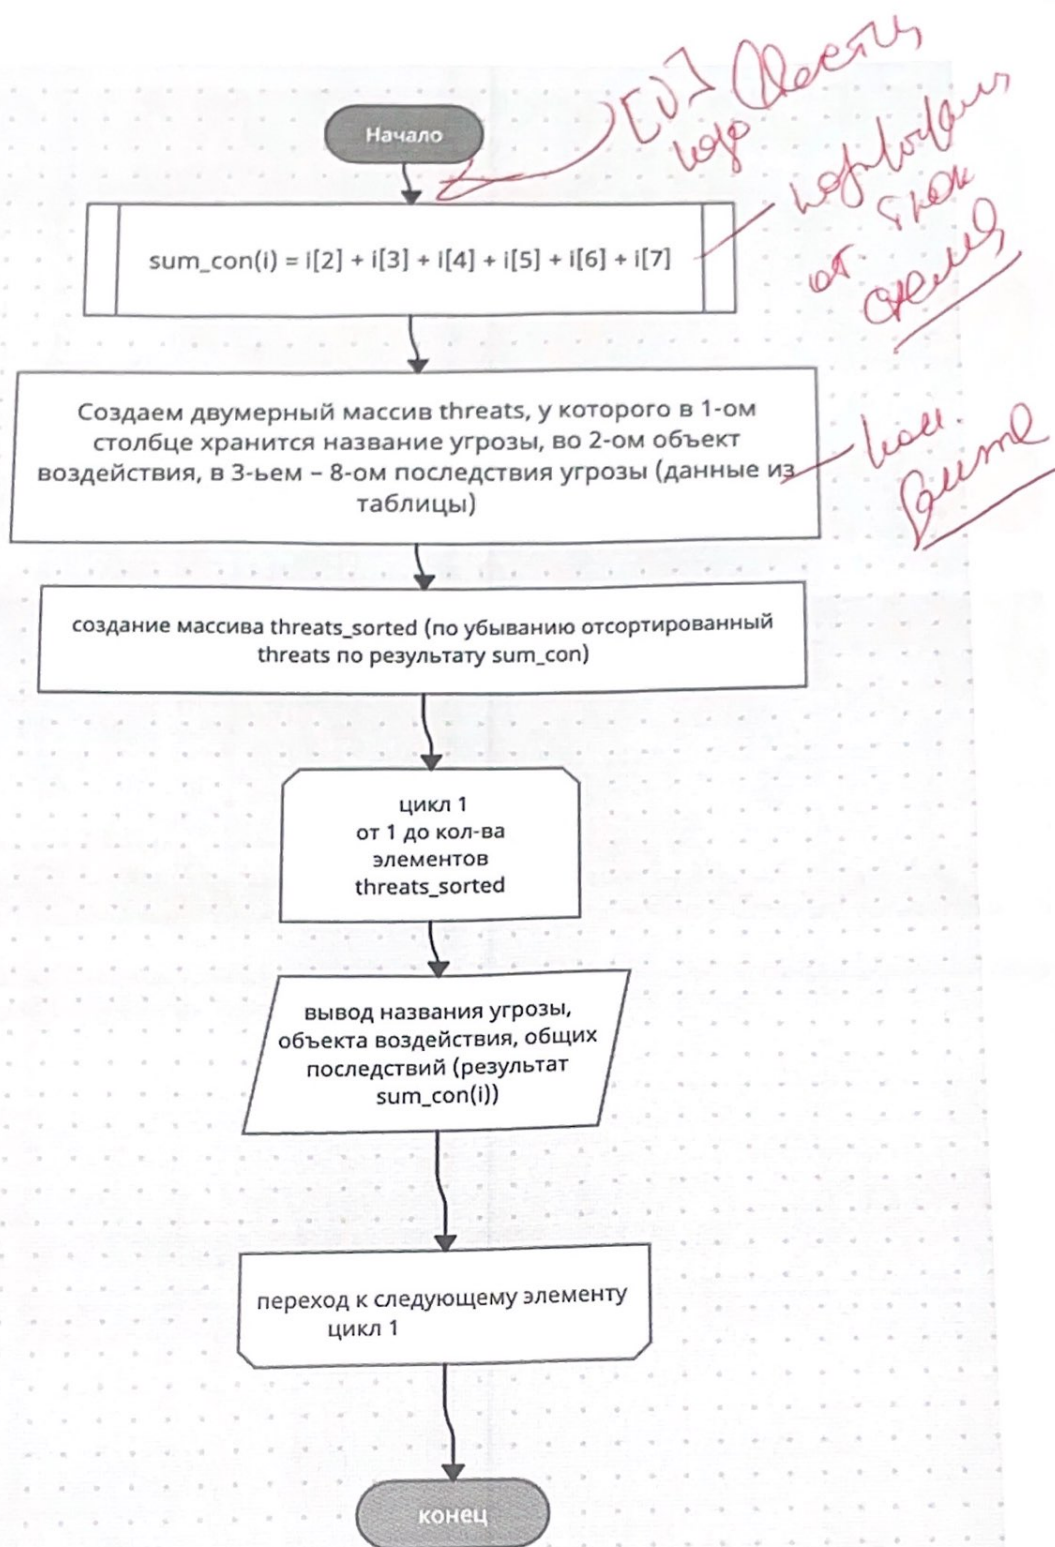 Начало
[V]
надо
sum_con(i) = i[2] + i[3] + i[4] + i[5] + i[6] + i[7]
от
Создаем двумерный массив threats, у которого в 1-ом
столбце хранится название угрозы, во 2-ом объект
воздействия, в 3-ьем – 8-ом последствия угрозы (данные из
таблицы)
создание массива threats_sorted (по убыванию отсортированный
threats по результату sum_con)
цикл 1
от 1 до кол-ва
элементов
threats_sorted
вывод названия угрозы,
объекта воздействия, общих
последствий (результат
sum_con(i))
переход к следующему элементу
цикл 1
конец